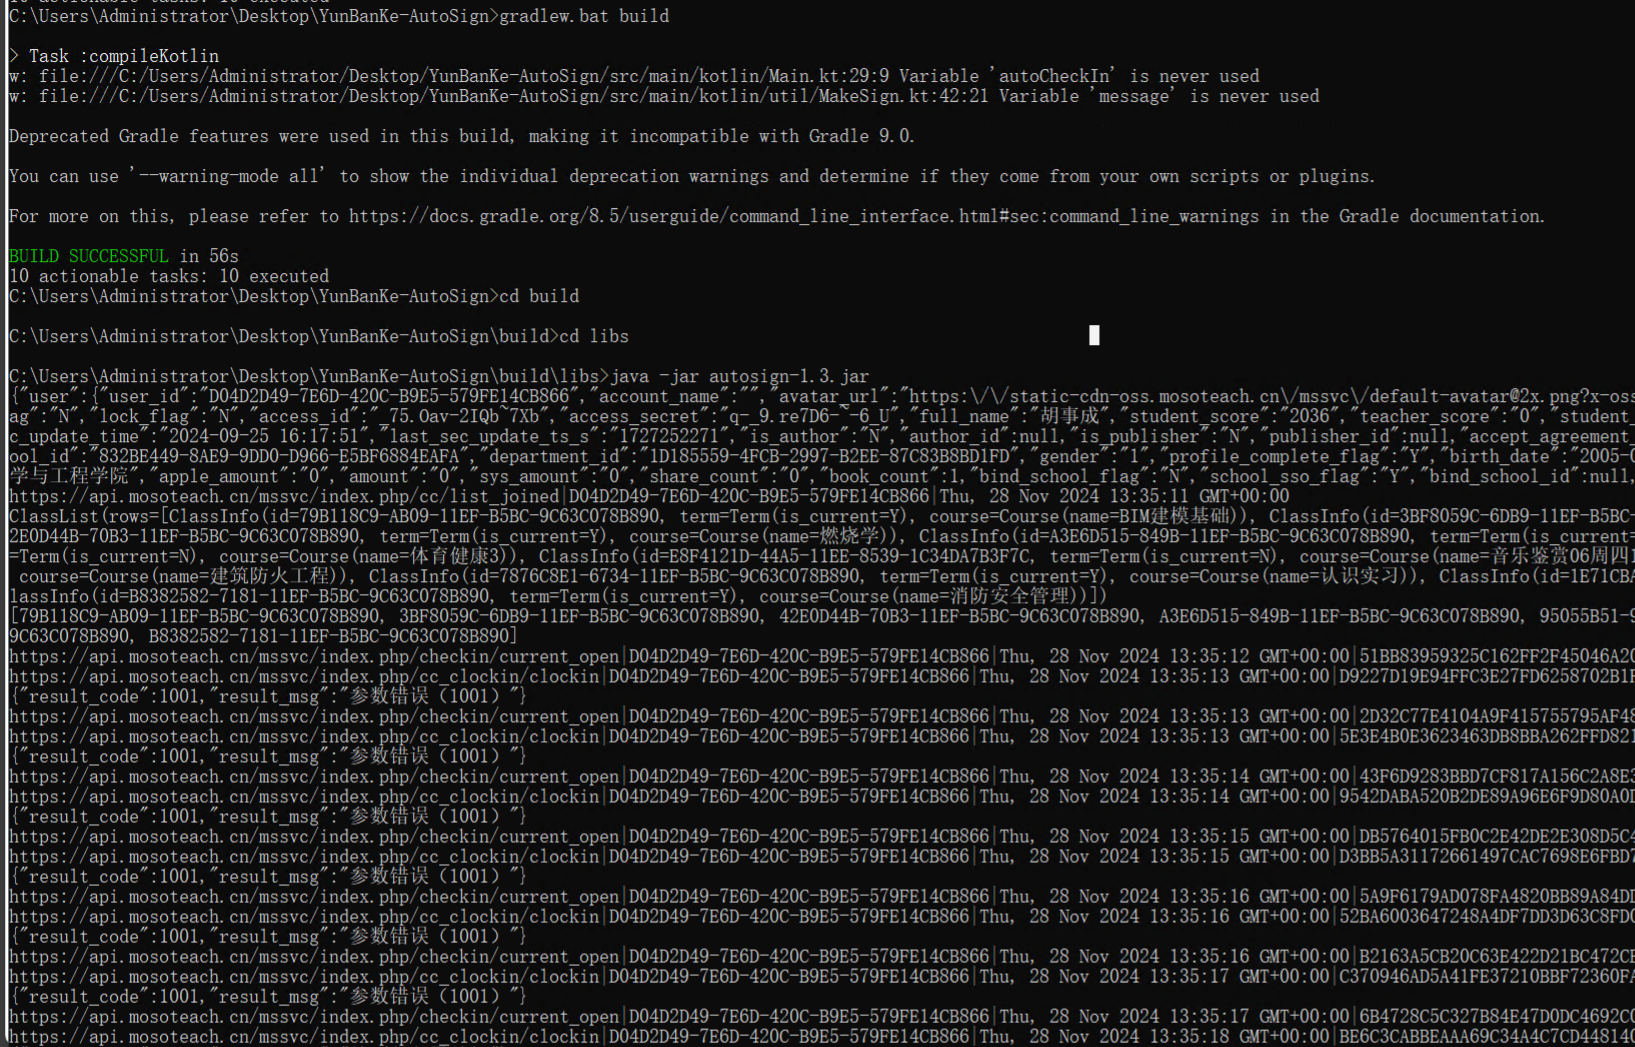 C:\Users\Administrator\Desktop\YunBanKe-AutoSign>gradlew.bat build
> Task :compileKotlin
w: file:///C:/Users/Administrator/Desktop/YunBanKe-AutoSign/src/main/kotlin/Main.kt:29:9 Variable 'autoCheckIn' is never used
w: file:///C:/Users/Administrator/Desktop/YunBanKe-AutoSign/src/main/kotlin/util/MakeSign.kt:42:21 Variable 'message' is never used
Deprecated Gradle features were used in this build, making it incompatible with Gradle 9.0.
You can use '--warning-mode all' to show the individual deprecation warnings and determine if they come from your own scripts or plugins.
For more on this, please refer to https://docs.gradle.org/8.5/userguide/command_line_interface.html#sec:command_line_warnings in the Gradle documentation.
BUILD SUCCESSFUL in 56s
10 actionable tasks: 10 executed
C:\Users\Administrator\Desktop\YunBanKe-AutoSign>cd build
C:\Users\Administrator\Desktop\YunBanKe-AutoSign\build>cd libs
C:\Users\Administrator\Desktop\YunBanKe-AutoSign\build\libs>java -jar autosign-1.3.jar
{"user":{"user_id":"D04D2D49-7E6D-420C-B9E5-579FE14CB866","account_name":"","avatar_url":"https:\/\/static-cdn-oss.mosoteach.cn\/mssvc\/default-avatar@2x.png?x-oss
ag":"N","lock_flag":"N","access_id":"_75.Oav-2IQb~7Xb","access_secret":"q-_9.re7D6-~~6_U","full_name":"胡事成","student_score":"2036","teacher_score":"0","student_
c_update_time":"2024-09-25 16:17:51","last_sec_update_ts_s":"1727252271","is_author":"N","author_id":null,"is_publisher":"N","publisher_id":null,"accept_agreement_
ool_id":"832BE449-8AE9-9DD0-D966-E5BF6884EAFA","department_id":"1D185559-4FCB-2997-B2EE-87C83B8BD1FD","gender":"1","profile_complete_flag":"Y","birth_date":"2005-0
学与工程学院","apple_amount":"0","amount":"0","sys_amount":"0","share_count":"0","book_count":1,"bind_school_flag":"N","school_sso_flag":"Y","bind_school_id":null,
https://api.mosoteach.cn/mssvc/index.php/cc/list_joined|D04D2D49-7E6D-420C-B9E5-579FE14CB866|Thu, 28 Nov 2024 13:35:11 GMT+00:00
ClassList(rows=[ClassInfo(id=79B118C9-AB09-11EF-B5BC-9C63C078B890, term=Term(is_current=Y), course=Course(name=BIM建模基础)), ClassInfo(id=3BF8059C-6DB9-11EF-B5BC-
2E0D44B-70B3-11EF-B5BC-9C63C078B890, term=Term(is_current=Y), course=Course(name=燃烧学)), ClassInfo(id=A3E6D515-849B-11EF-B5BC-9C63C078B890, term=Term(is_current=
=Term(is_current=N), course=Course(name=体育健康3)), ClassInfo(id=E8F4121D-44A5-11EE-8539-1C34DA7B3F7C, term=Term(is_current=N), course=Course(name=音乐鉴赏06周四1
course=Course(name=建筑防火工程)), ClassInfo(id=7876C8E1-6734-11EF-B5BC-9C63C078B890, term=Term(is_current=Y), course=Course(name=认识实习)), ClassInfo(id=1E71CBA
lassInfo(id=B8382582-7181-11EF-B5BC-9C63C078B890, term=Term(is_current=Y), course=Course(name=消防安全管理))])
[79B118C9-AB09-11EF-B5BC-9C63C078B890, 3BF8059C-6DB9-11EF-B5BC-9C63C078B890, 42E0D44B-70B3-11EF-B5BC-9C63C078B890, A3E6D515-849B-11EF-B5BC-9C63C078B890, 95055B51-9
9C63C078B890, B8382582-7181-11EF-B5BC-9C63C078B890]
https://api.mosoteach.cn/mssvc/index.php/checkin/current_open|D04D2D49-7E6D-420C-B9E5-579FE14CB866|Thu, 28 Nov 2024 13:35:12 GMT+00:00|51BB83959325C162FF2F45046A20
https://api.mosoteach.cn/mssvc/index.php/cc_clockin/clockin|D04D2D49-7E6D-420C-B9E5-579FE14CB866|Thu, 28 Nov 2024 13:35:13 GMT+00:00|D9227D19E94FFC3E27FD6258702B1F
{"result_code":1001,"result_msg":"参数错误（1001）"}
https://api.mosoteach.cn/mssvc/index.php/checkin/current_open|D04D2D49-7E6D-420C-B9E5-579FE14CB866|Thu, 28 Nov 2024 13:35:13 GMT+00:00|2D32C77E4104A9F415755795AF48
https://api.mosoteach.cn/mssvc/index.php/cc_clockin/clockin|D04D2D49-7E6D-420C-B9E5-579FE14CB866|Thu, 28 Nov 2024 13:35:13 GMT+00:00|5E3E4B0E3623463DB8BBA262FFD821
{"result_code":1001,"result_msg":"参数错误（1001）"}
https://api.mosoteach.cn/mssvc/index.php/checkin/current_open|D04D2D49-7E6D-420C-B9E5-579FE14CB866|Thu, 28 Nov 2024 13:35:14 GMT+00:00|43F6D9283BBD7CF817A156C2A8E3
https://api.mosoteach.cn/mssvc/index.php/cc_clockin/clockin|D04D2D49-7E6D-420C-B9E5-579FE14CB866|Thu, 28 Nov 2024 13:35:14 GMT+00:00|9542DABA520B2DE89A96E6F9D80A0D
{"result_code":1001,"result_msg":"参数错误（1001）"}
https://api.mosoteach.cn/mssvc/index.php/checkin/current_open|D04D2D49-7E6D-420C-B9E5-579FE14CB866|Thu, 28 Nov 2024 13:35:15 GMT+00:00|DB5764015FB0C2E42DE2E308D5C4
https://api.mosoteach.cn/mssvc/index.php/cc_clockin/clockin|D04D2D49-7E6D-420C-B9E5-579FE14CB866|Thu, 28 Nov 2024 13:35:15 GMT+00:00|D3BB5A31172661497CAC7698E6FBD7
{"result_code":1001,"result_msg":"参数错误（1001）"}
https://api.mosoteach.cn/mssvc/index.php/checkin/current_open|D04D2D49-7E6D-420C-B9E5-579FE14CB866|Thu, 28 Nov 2024 13:35:16 GMT+00:00|5A9F6179AD078FA4820BB89A84DD
https://api.mosoteach.cn/mssvc/index.php/cc_clockin/clockin|D04D2D49-7E6D-420C-B9E5-579FE14CB866|Thu, 28 Nov 2024 13:35:16 GMT+00:00|52BA6003647248A4DF7DD3D63C8FD0
{"result_code":1001,"result_msg":"参数错误（1001）"}
https://api.mosoteach.cn/mssvc/index.php/checkin/current_open|D04D2D49-7E6D-420C-B9E5-579FE14CB866|Thu, 28 Nov 2024 13:35:16 GMT+00:00|B2163A5CB20C63E422D21BC472CE
https://api.mosoteach.cn/mssvc/index.php/cc_clockin/clockin|D04D2D49-7E6D-420C-B9E5-579FE14CB866|Thu, 28 Nov 2024 13:35:17 GMT+00:00|C370946AD5A41FE37210BBF72360FA
{"result_code":1001,"result_msg":"参数错误（1001）"}
https://api.mosoteach.cn/mssvc/index.php/checkin/current_open|D04D2D49-7E6D-420C-B9E5-579FE14CB866|Thu, 28 Nov 2024 13:35:17 GMT+00:00|6B4728C5C327B84E47D0DC4692C0
https://api.mosoteach.cn/mssvc/index.php/cc_clockin/clockin|D04D2D49-7E6D-420C-B9E5-579FE14CB866|Thu, 28 Nov 2024 13:35:18 GMT+00:00|BE6C3CABBEAAA69C34A4C7CD448140